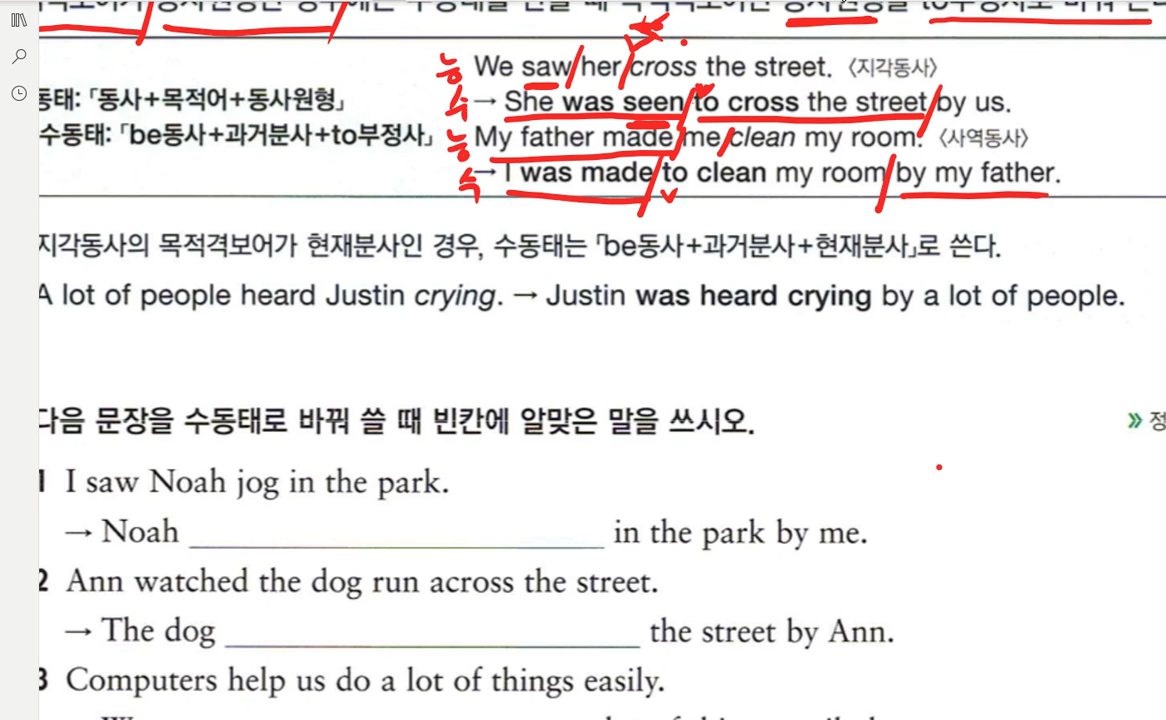 We saw her cross the street. 〈지각동사〉
능
동태: 「동사+목적어+동사원형」
→ She was seen to cross the street by us.
수
수동태: 「be동사+과거분사+to부정사」
My father made me clean my room. 〈사역동사〉
능
→ I was made to clean my room by my father.
수
지각동사의 목적격보어가 현재분사인 경우, 수동태는 「be동사+과거분사+현재분사」로 쓴다.
A lot of people heard Justin crying. → Justin was heard crying by a lot of people.
다음 문장을 수동태로 바꿔 쓸 때 빈칸에 알맞은 말을 쓰시오.
» 정
1 I saw Noah jog in the park.
→ Noah ____ in the park by me.
2 Ann watched the dog run across the street.
→ The dog ____ the street by Ann.
3 Computers help us do a lot of things easily.